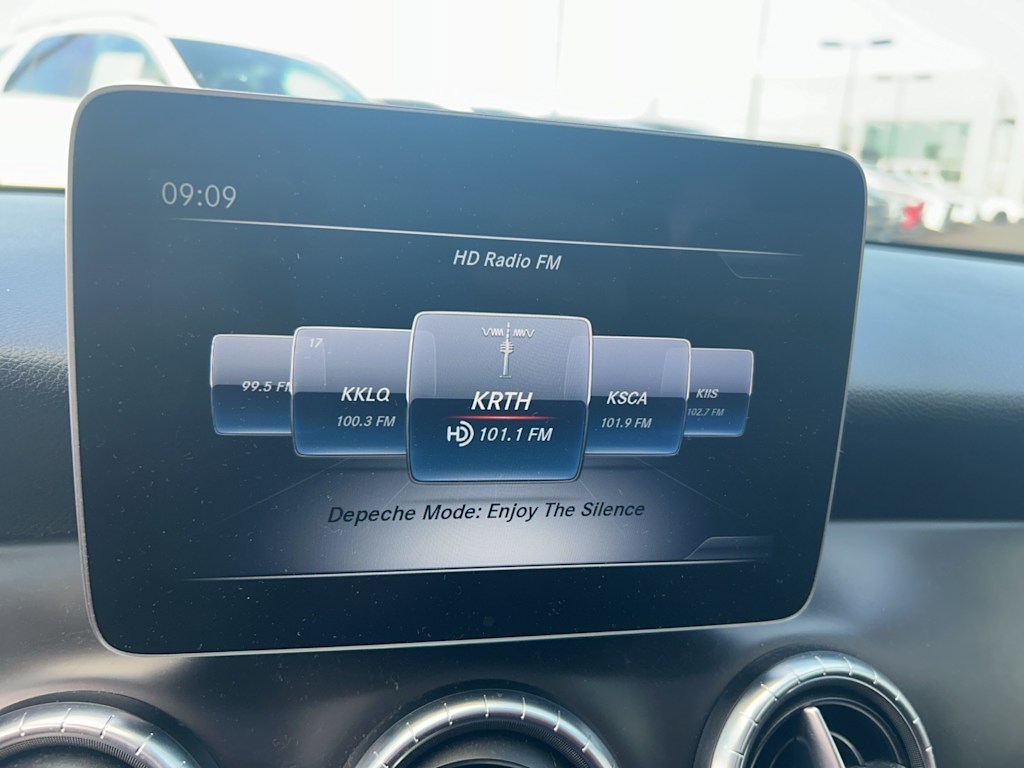 09:09
HD Radio FM
99.5 FM
17
KKLQ
100.3 FM
KRTH
HD 101.1 FM
KSCA
101.9 FM
KIIS
102.7 FM
Depeche Mode: Enjoy The Silence